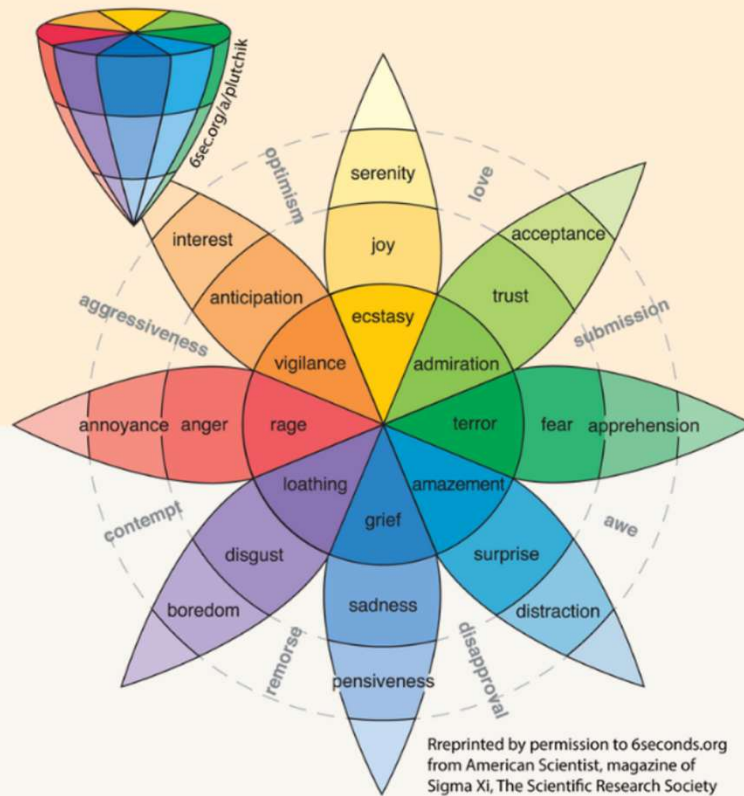 6sec.org/a/plutchik
optimism
serenity
love
interest
acceptance
joy
anticipation
trust
aggressiveness
submission
ecstasy
vigilance
admiration
annoyance
anger
rage
terror
fear
apprehension
loathing
amazement
contempt
grief
awe
disgust
surprise
boredom
sadness
distraction
remorse
disapproval
pensiveness
Rreprinted by permission to 6seconds.org
from American Scientist, magazine of
Sigma Xi, The Scientific Research Society